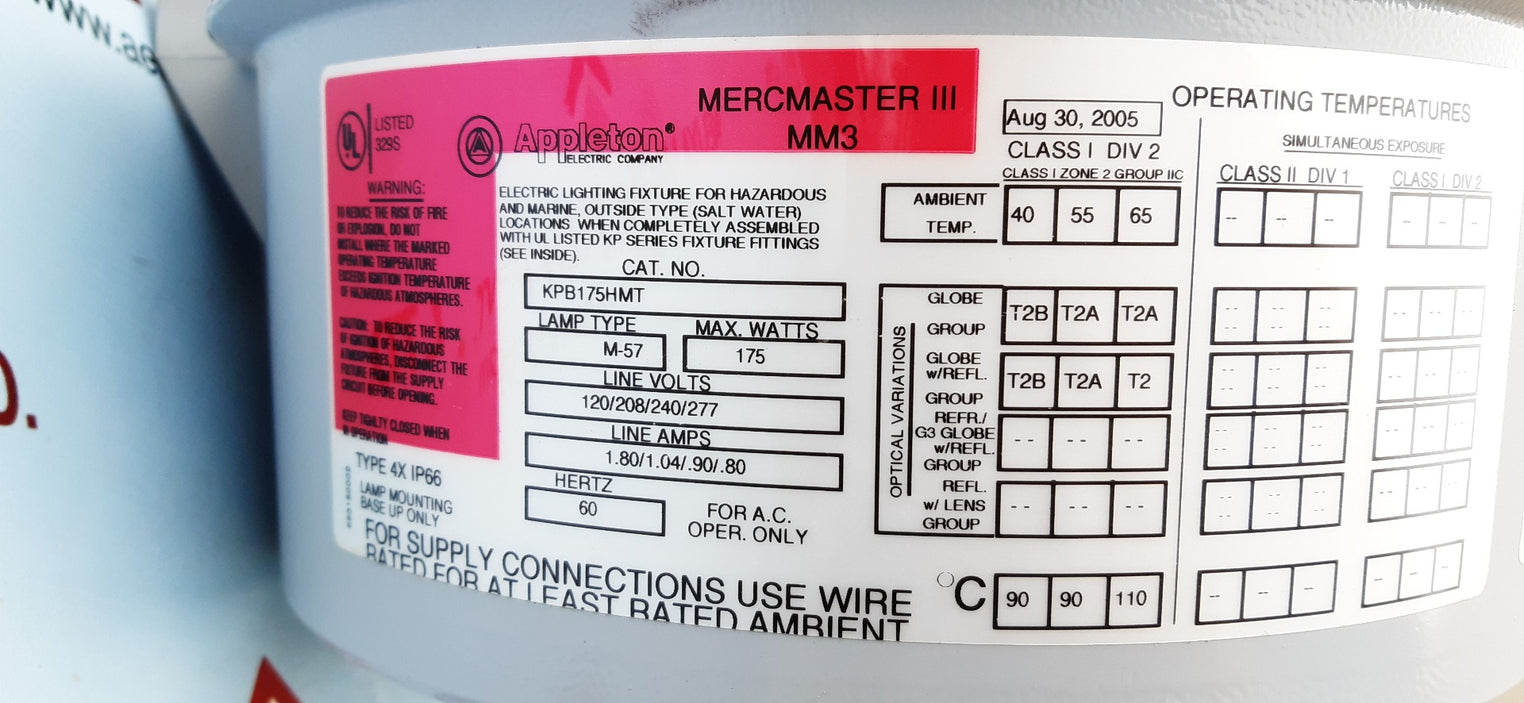 www.ae
O.
UL LISTED
329S
Appleton®
ELECTRIC COMPANY
MERCMASTER III
MM3
WARNING:
TO REDUCE THE RISK OF FIRE
OR EXPLOSION, DO NOT
INSTALL WHERE THE MARKED
OPERATING TEMPERATURE
EXCEEDS IGNITION TEMPERATURE
OF HAZARDOUS ATMOSPHERES.
CAUTION: TO REDUCE THE RISK
OF IGNITION OF HAZARDOUS
ATMOSPHERES, DISCONNECT THE
FIXTURE FROM THE SUPPLY
CIRCUIT BEFORE OPENING.
KEEP TIGHLTY CLOSED WHEN
IN OPERATION
TYPE 4X IP66
LAMP MOUNTING
BASE UP ONLY
ELECTRIC LIGHTING FIXTURE FOR HAZARDOUS
AND MARINE, OUTSIDE TYPE (SALT WATER)
LOCATIONS WHEN COMPLETELY ASSEMBLED
WITH UL LISTED KP SERIES FIXTURE FITTINGS
(SEE INSIDE).
CAT. NO.
KPB175HMT
LAMP TYPE MAX. WATTS
M-57 175
LINE VOLTS
120/208/240/277
LINE AMPS
1.80/1.04/.90/.80
HERTZ
60
FOR A.C.
OPER. ONLY
FOR SUPPLY CONNECTIONS USE WIRE
RATED FOR AT LEAST RATED AMBIENT
Aug 30, 2005
CLASS I DIV 2
CLASS I ZONE 2 GROUP IIC
OPERATING TEMPERATURES
SIMULTANEOUS EXPOSURE
CLASS II DIV 1 CLASS I DIV 2
AMBIENT
TEMP.
40 55 65 -- -- -- -- -- --
OPTICAL VARIATIONS
GLOBE
GROUP
T2B T2A T2A -- -- -- -- -- --
-- -- --
GLOBE
w/REFL.
GROUP
T2B T2A T2 -- -- -- -- -- --
-- -- --
REFR./
G3 GLOBE
w/REFL.
GROUP
-- -- -- -- -- -- -- -- --
-- -- --
REFL.
w/ LENS
GROUP
-- -- -- -- -- -- -- -- --
-- -- --
°C 90 90 110 -- -- -- -- -- --